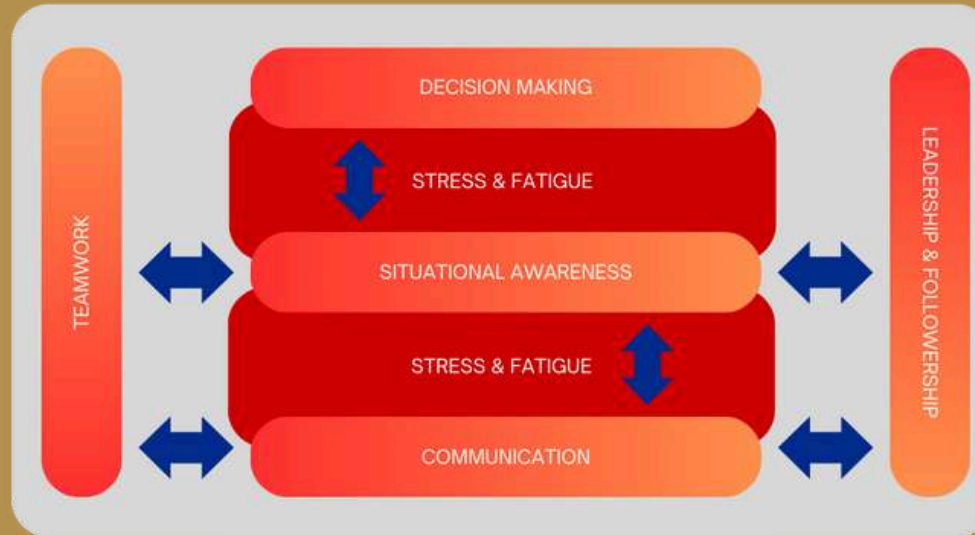 DECISION MAKING
STRESS & FATIGUE
TEAMWORK
SITUATIONAL AWARENESS
LEADERSHIP & FOLLOWERSHIP
STRESS & FATIGUE
COMMUNICATION